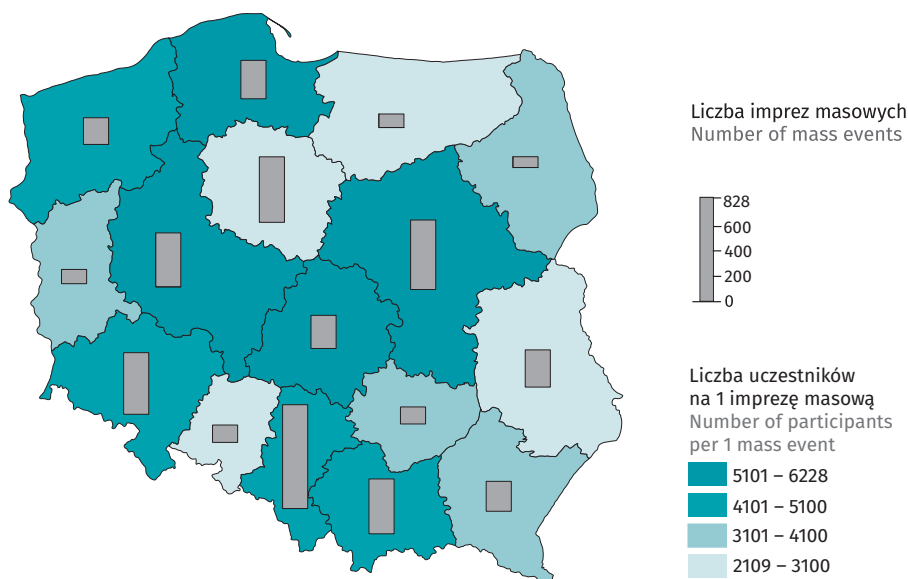 Liczba imprez masowych
Number of mass events
828
600
400
200
0
Liczba uczestników
na 1 imprezę masową
Number of participants
per 1 mass event
5101 – 6228
4101 – 5100
3101 – 4100
2109 – 3100